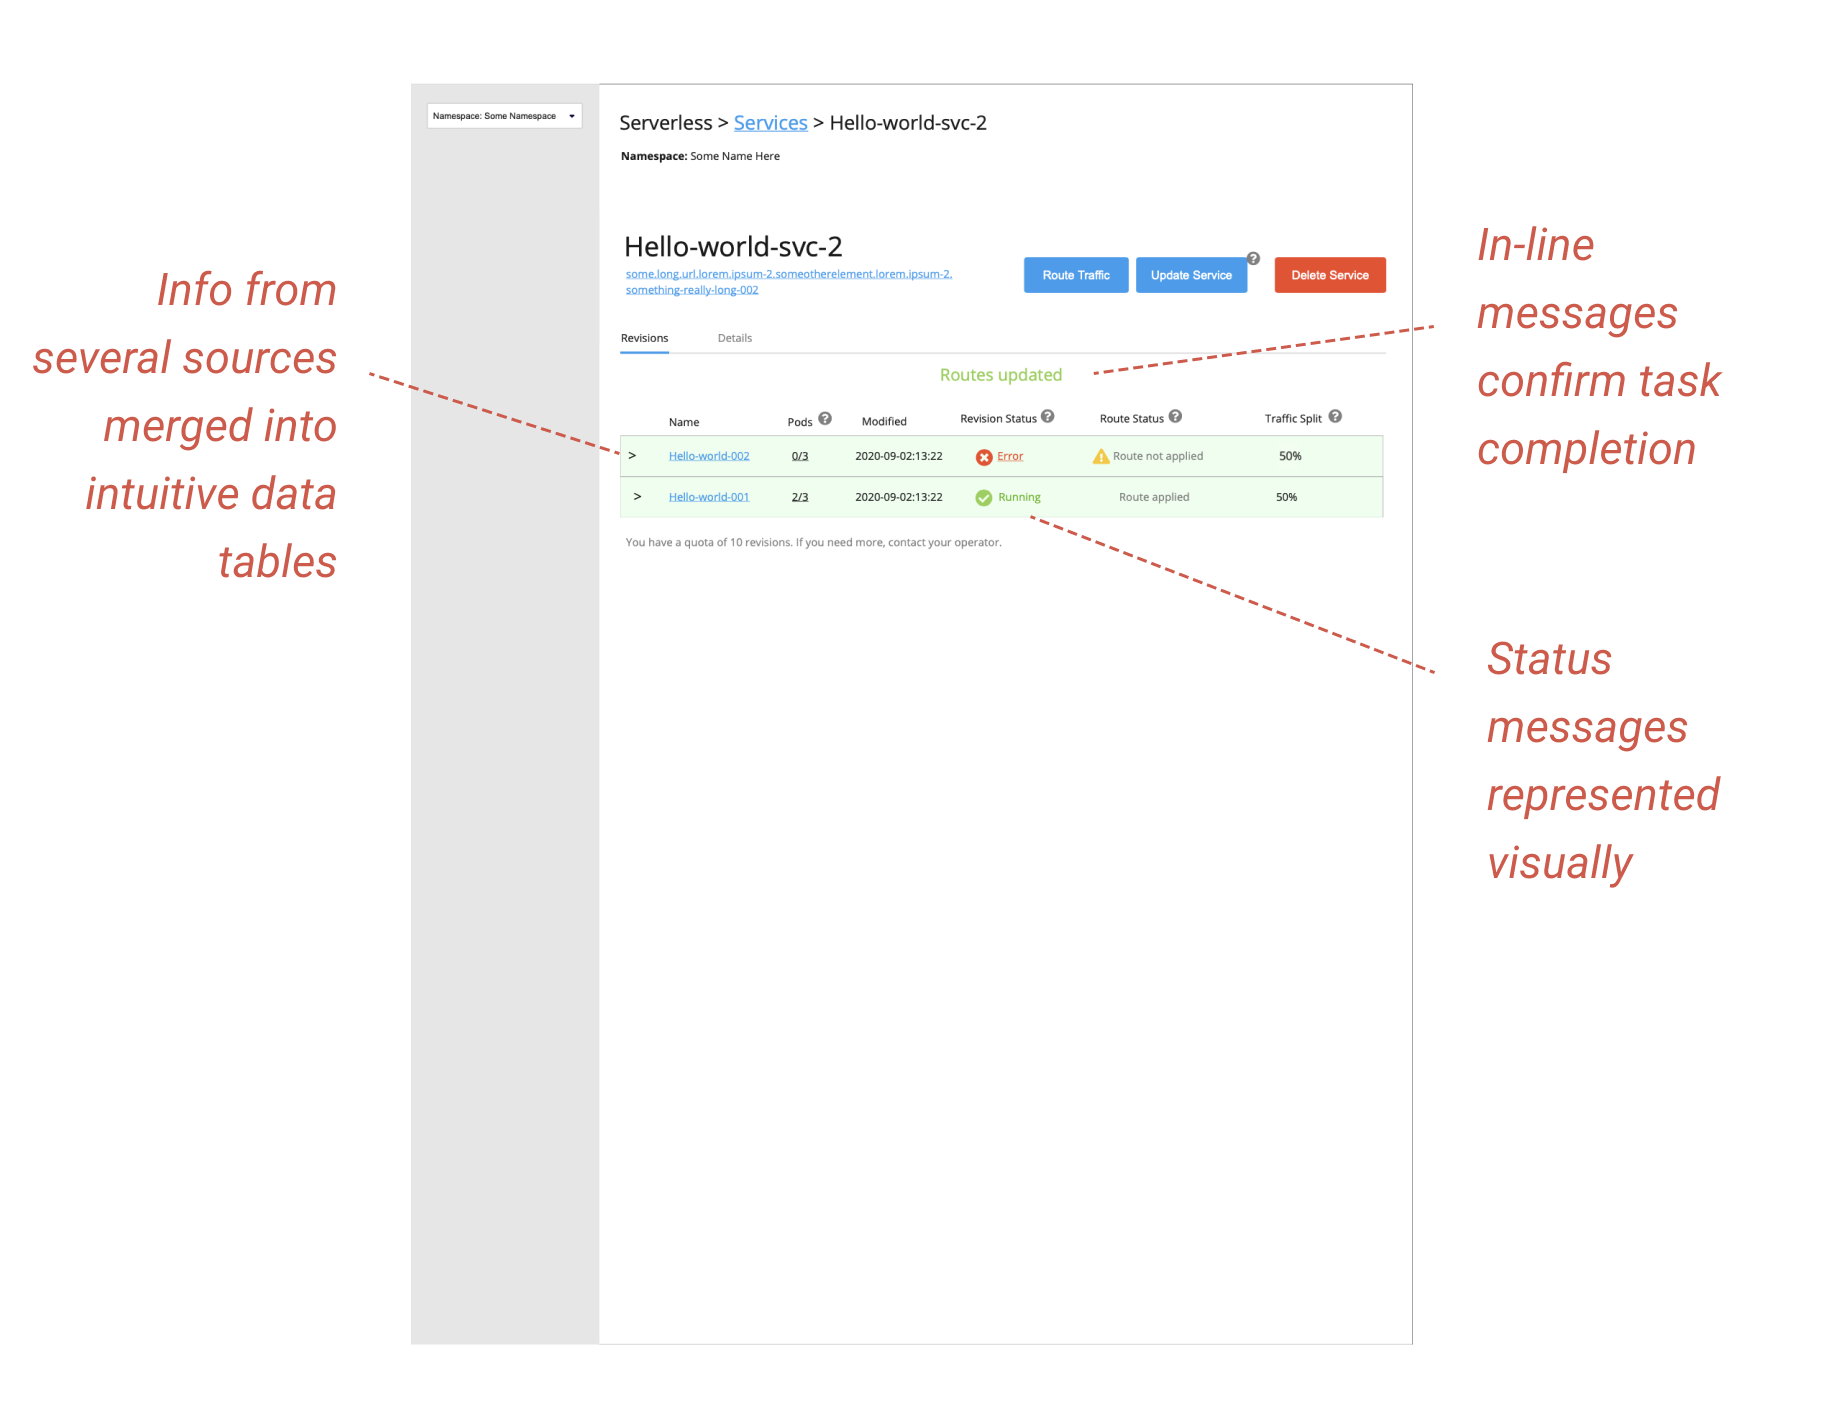 Namespace: Some Namespace
Serverless > Services > Hello-world-svc-2
Namespace: Some Name Here
Hello-world-svc-2
some.long.url.lorem.ipsum-2.someotherelement.lorem.ipsum-2.
something-really-long-002
Route Traffic
Update Service
?
Delete Service
Revisions
Details
Routes updated
Name
Pods ?
Modified
Revision Status ?
Route Status ?
Traffic Split ?
> Hello-world-002 0/3 2020-09-02:13:22 Error Route not applied 50%
> Hello-world-001 2/3 2020-09-02:13:22 Running Route applied 50%
You have a quota of 10 revisions. If you need more, contact your operator.
Info from
several sources
merged into
intuitive data
tables
In-line
messages
confirm task
completion
Status
messages
represented
visually